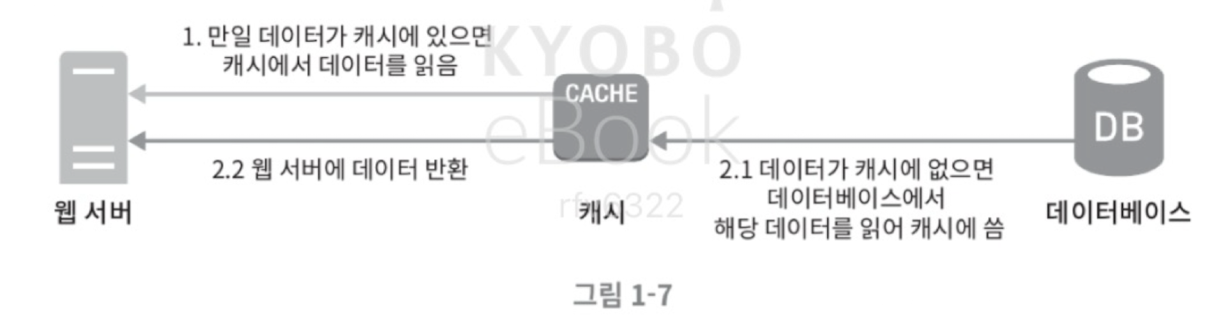 1. 만일 데이터가 캐시에 있으면
캐시에서 데이터를 읽음
KYOBO
eBook
CACHE
DB
2.2 웹 서버에 데이터 반환
2.1 데이터가 캐시에 없으면
데이터베이스에서
해당 데이터를 읽어 캐시에 씀
웹 서버
캐시
데이터베이스
그림 1-7